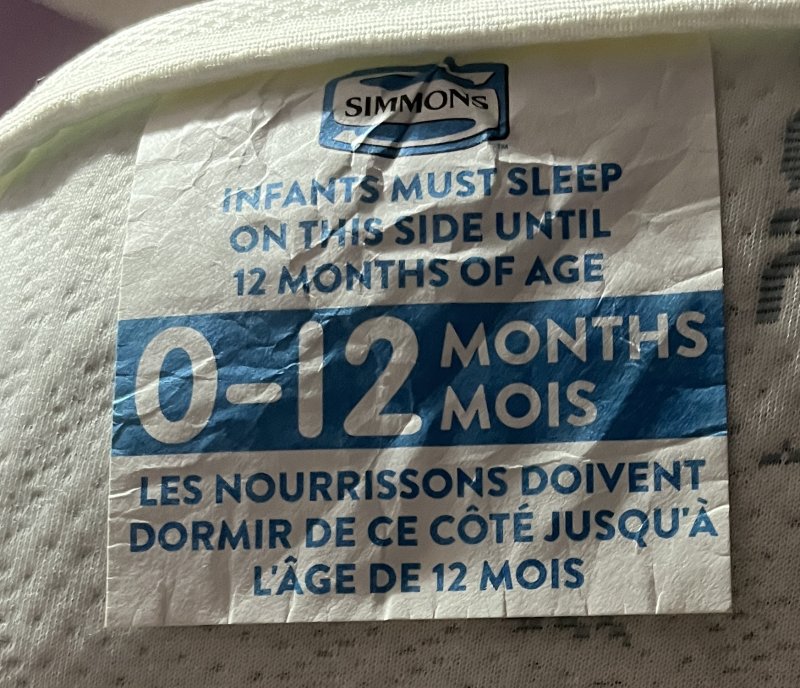 SIMMONS
™
INFANTS MUST SLEEP
ON THIS SIDE UNTIL
12 MONTHS OF AGE
0-12 MONTHS
MOIS
LES NOURRISSONS DOIVENT
DORMIR DE CE CÔTÉ JUSQU'À
L'ÂGE DE 12 MOIS